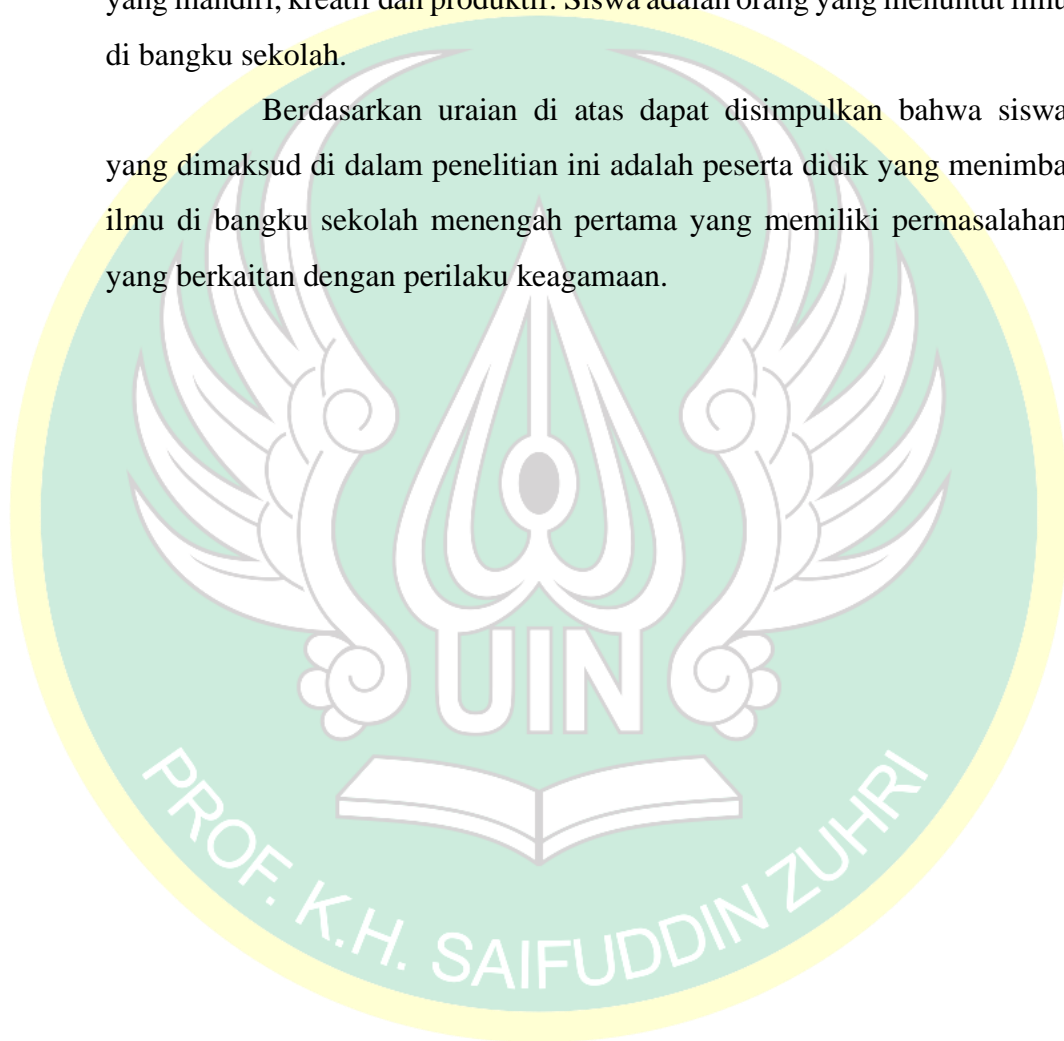 yang mandiri, kreatif dan produktif. Siswa adalah orang yang menuntut ilmu
di bangku sekolah.
Berdasarkan uraian di atas dapat disimpulkan bahwa siswa
yang dimaksud di dalam penelitian ini adalah peserta didik yang menimba
ilmu di bangku sekolah menengah pertama yang memiliki permasalahan
yang berkaitan dengan perilaku keagamaan.
UIN
PROF. K.H. SAIFUDDIN ZUHRI